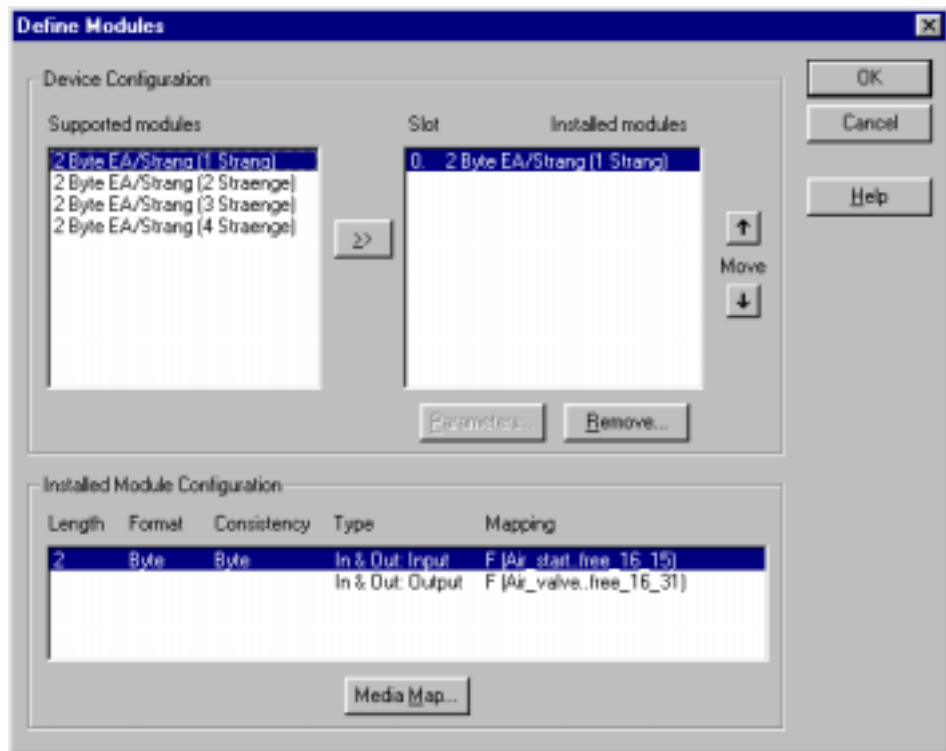 Define Modules
Device Configuration
OK
Cancel
Help
Supported modules
Slot Installed modules
2 Byte EA/Strang (1 Strang)
2 Byte EA/Strang (2 Straenge)
2 Byte EA/Strang (3 Straenge)
2 Byte EA/Strang (4 Straenge)
>>
0. 2 Byte EA/Strang (1 Strang)
Move
Parameters...
Remove...
Installed Module Configuration
Length Format Consistency Type Mapping
2 Byte Byte In & Out: Input F (Air_start..free_16_15)
In & Out: Output F (Air_valve..free_16_31)
Media Map...